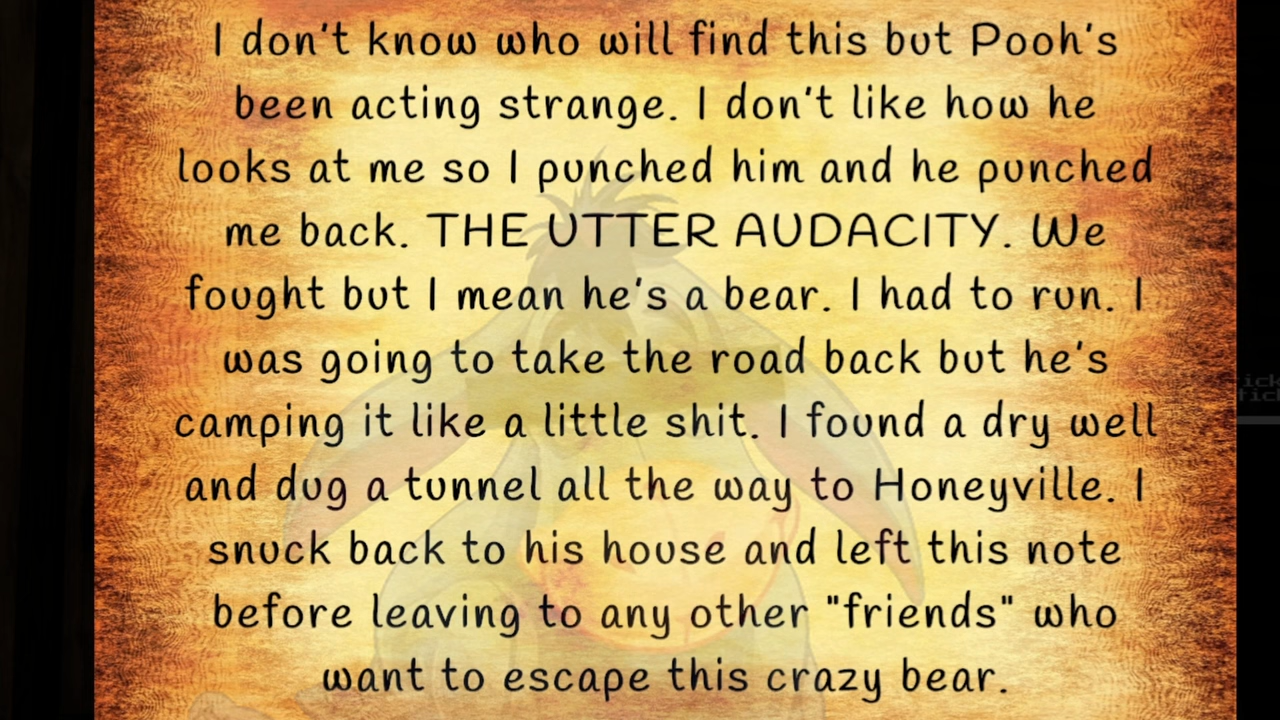 I don't know who will find this but Pooh's
been acting strange. I don't like how he
looks at me so I punched him and he punched
me back. THE UTTER AUDACITY. We
fought but I mean he's a bear. I had to run. I
was going to take the road back but he's
camping it like a little shit. I found a dry well
and dug a tunnel all the way to Honeyville. I
snuck back to his house and left this note
before leaving to any other "friends" who
want to escape this crazy bear.